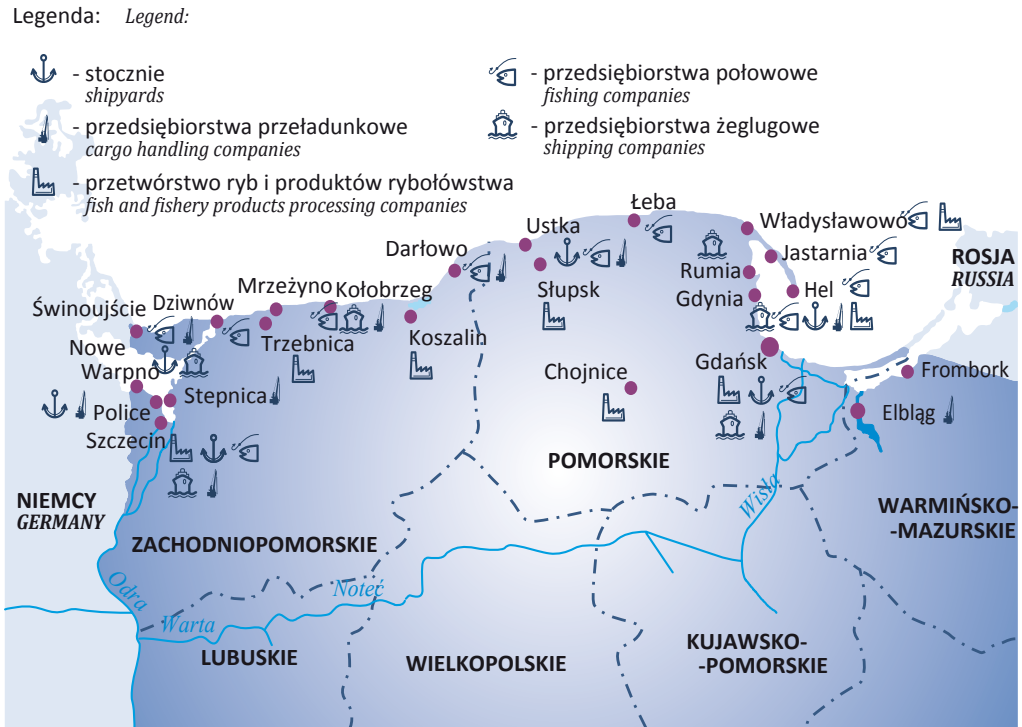 Legenda: Legend:
- stocznie
shipyards
- przedsiębiorstwa połowowe
fishing companies
- przedsiębiorstwa przeładunkowe
cargo handling companies
- przedsiębiorstwa żeglugowe
shipping companies
- przetwórstwo ryb i produktów rybołówstwa
fish and fishery products processing companies
Łeba
Ustka
Władysławowo
Darłowo
Jastarnia
ROSJA
RUSSIA
Rumia
Mrzeżyno
Kołobrzeg
Słupsk
Gdynia
Hel
Świnoujście
Dziwnów
Trzebnica
Koszalin
Nowe
Warpno
Chojnice
Gdańsk
Frombork
Stepnica
Police
Elbląg
Szczecin
POMORSKIE
NIEMCY
GERMANY
Wisła
WARMIŃSKO-
-MAZURSKIE
ZACHODNIOPOMORSKIE
Odra
Noteć
Warta
LUBUSKIE
WIELKOPOLSKIE
KUJAWSKO-
-POMORSKIE